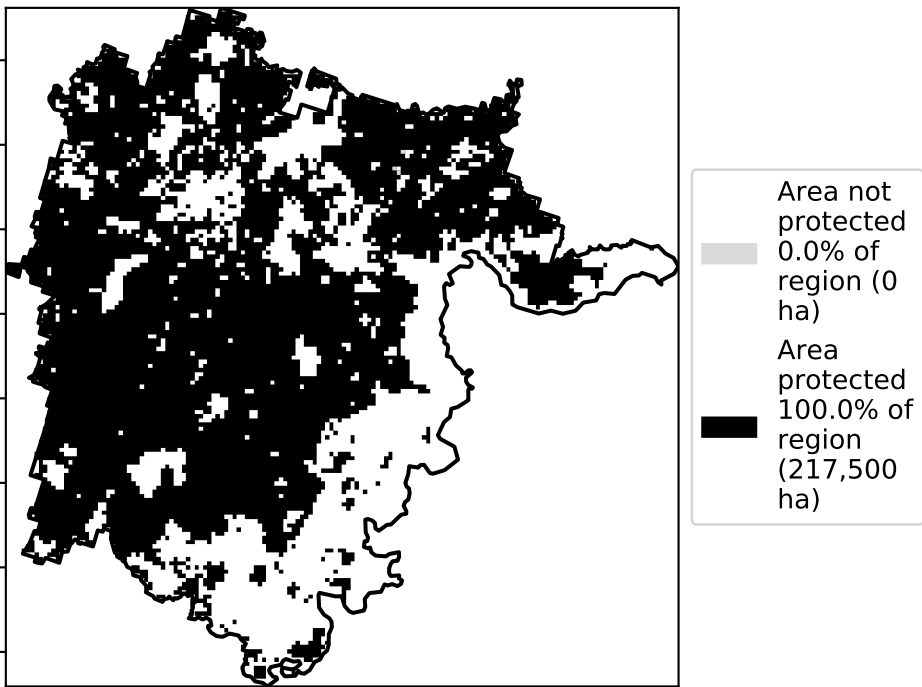 Area not
protected
0.0% of
region (0
ha)
Area
protected
100.0% of
region
(217,500
ha)